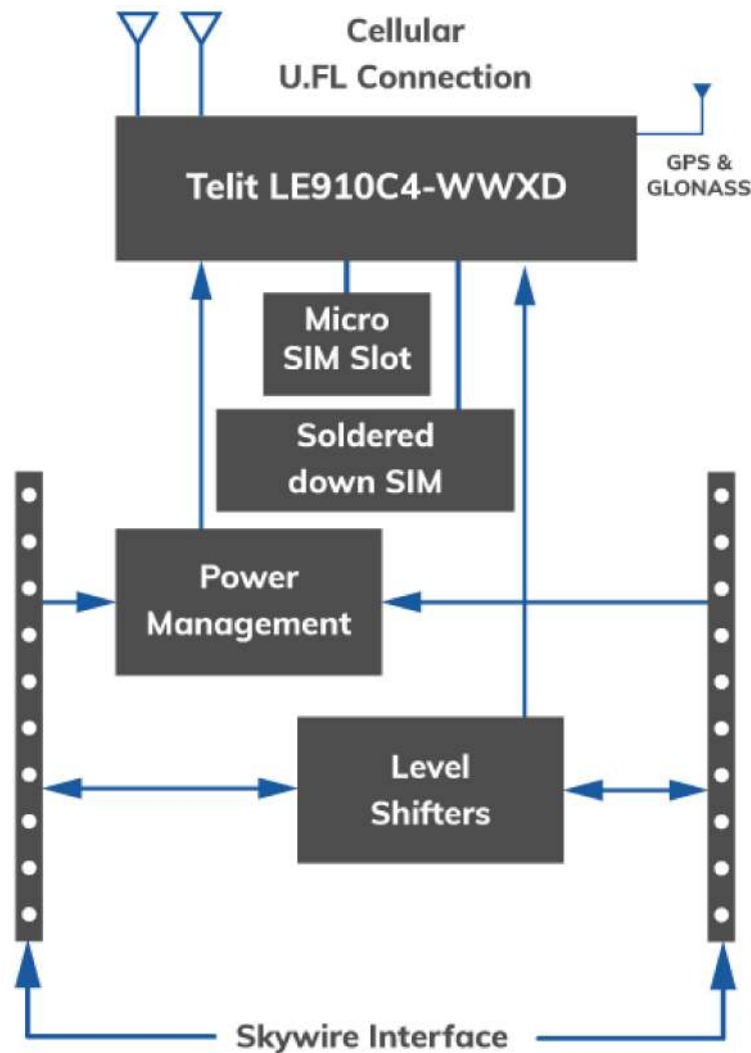 Cellular
U.FL Connection
Telit LE910C4-WWXD
GPS &
GLONASS
Micro
SIM Slot
Soldered
down SIM
Power
Management
Level
Shifters
Skywire Interface